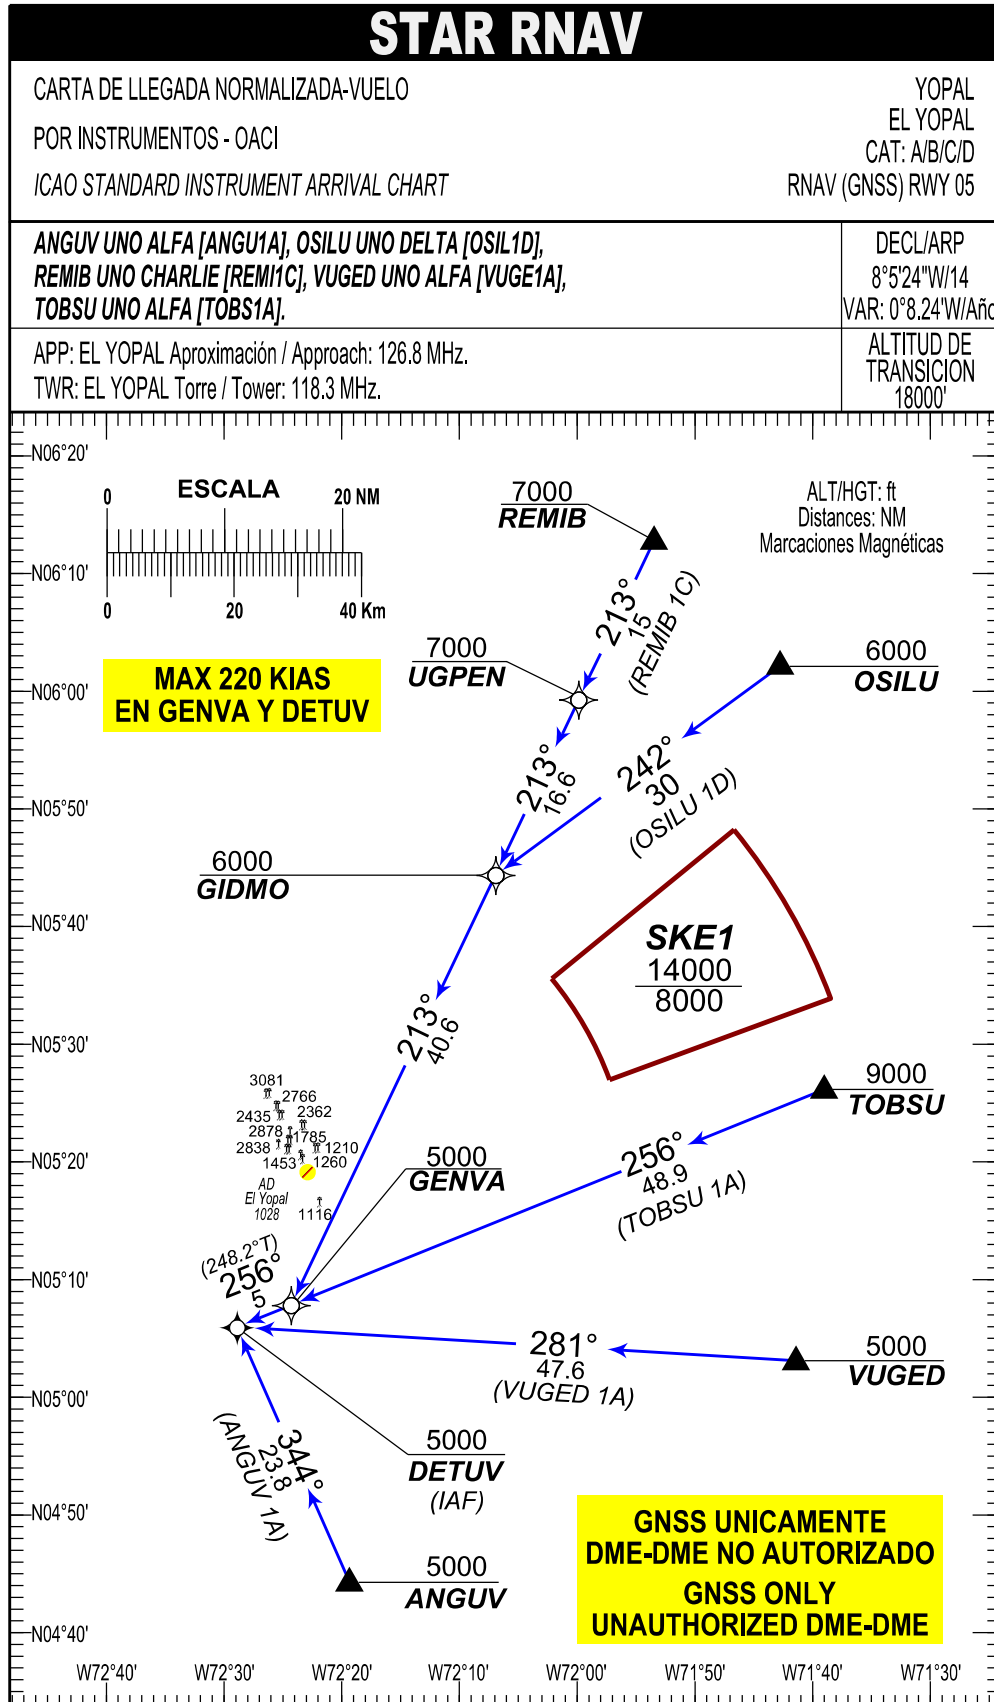 STAR RNAV
CARTA DE LLEGADA NORMALIZADA-VUELO
POR INSTRUMENTOS - OACI
ICAO STANDARD INSTRUMENT ARRIVAL CHART
YOPAL
EL YOPAL
CAT: A/B/C/D
RNAV (GNSS) RWY 05
ANGUV UNO ALFA [ANGU1A], OSILU UNO DELTA [OSIL1D],
REMIB UNO CHARLIE [REMI1C], VUGED UNO ALFA [VUGE1A],
TOBSU UNO ALFA [TOBS1A].
DECL/ARP
8°5'24"W/14
VAR: 0°8.24'W/Año
APP: EL YOPAL Aproximación / Approach: 126.8 MHz.
TWR: EL YOPAL Torre / Tower: 118.3 MHz.
ALTITUD DE
TRANSICION
18000'
N06°20'
ESCALA
0
20 NM
0
20
40 Km
7000
REMIB
ALT/HGT: ft
Distances: NM
Marcaciones Magnéticas
N06°10'
213°
15
(REMIB 1C)
7000
UGPEN
6000
OSILU
MAX 220 KIAS
EN GENVA Y DETUV
N06°00'
213°
16.6
242°
30
(OSILU 1D)
N05°50'
6000
GIDMO
N05°40'
SKE1
14000
8000
N05°30'
213°
40.6
3081
2766
2435
2362
2878
1785
2838
1210
1453
1260
AD
El Yopal
1028
1116
9000
TOBSU
N05°20'
5000
GENVA
256°
48.9
(TOBSU 1A)
(248.2°T)
256°
5
N05°10'
281°
47.6
(VUGED 1A)
5000
VUGED
N05°00'
344°
23.8
(ANGUV 1A)
5000
DETUV
(IAF)
N04°50'
5000
ANGUV
GNSS UNICAMENTE
DME-DME NO AUTORIZADO
GNSS ONLY
UNAUTHORIZED DME-DME
N04°40'
W72°40'
W72°30'
W72°20'
W72°10'
W72°00'
W71°50'
W71°40'
W71°30'